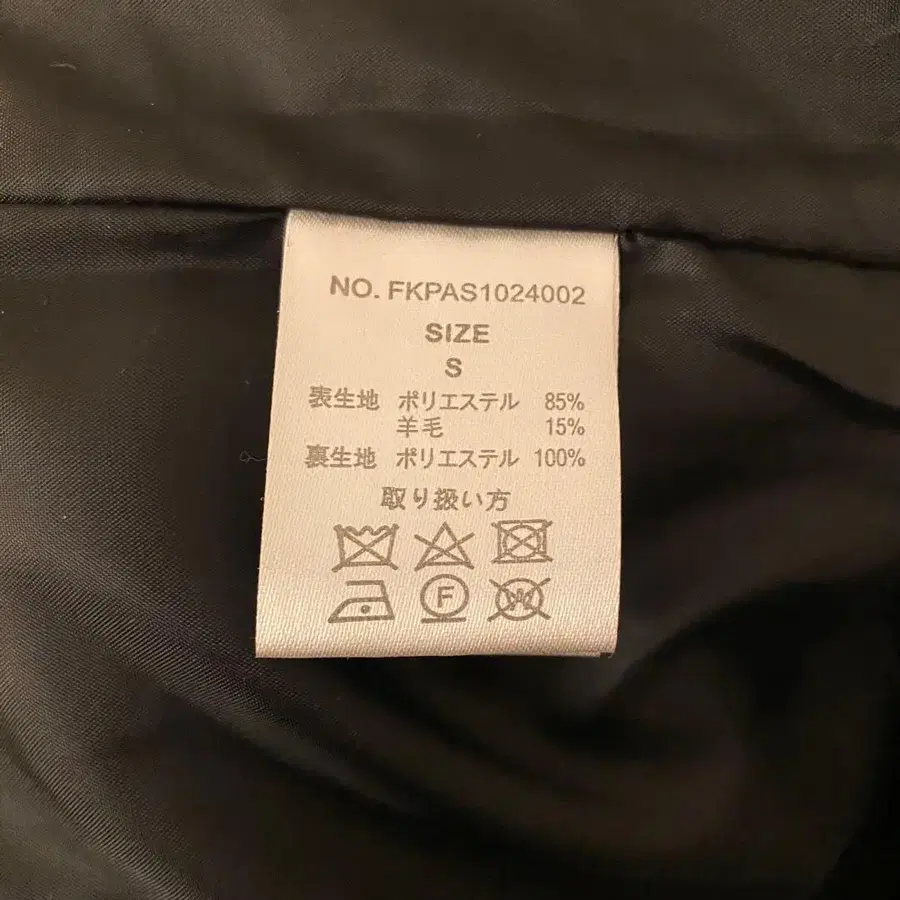 NO. FKPAS1024002
SIZE
S
表生地 ポリエステル 85%
羊毛 15%
裏生地 ポリエステル 100%
取り扱い方
F
W